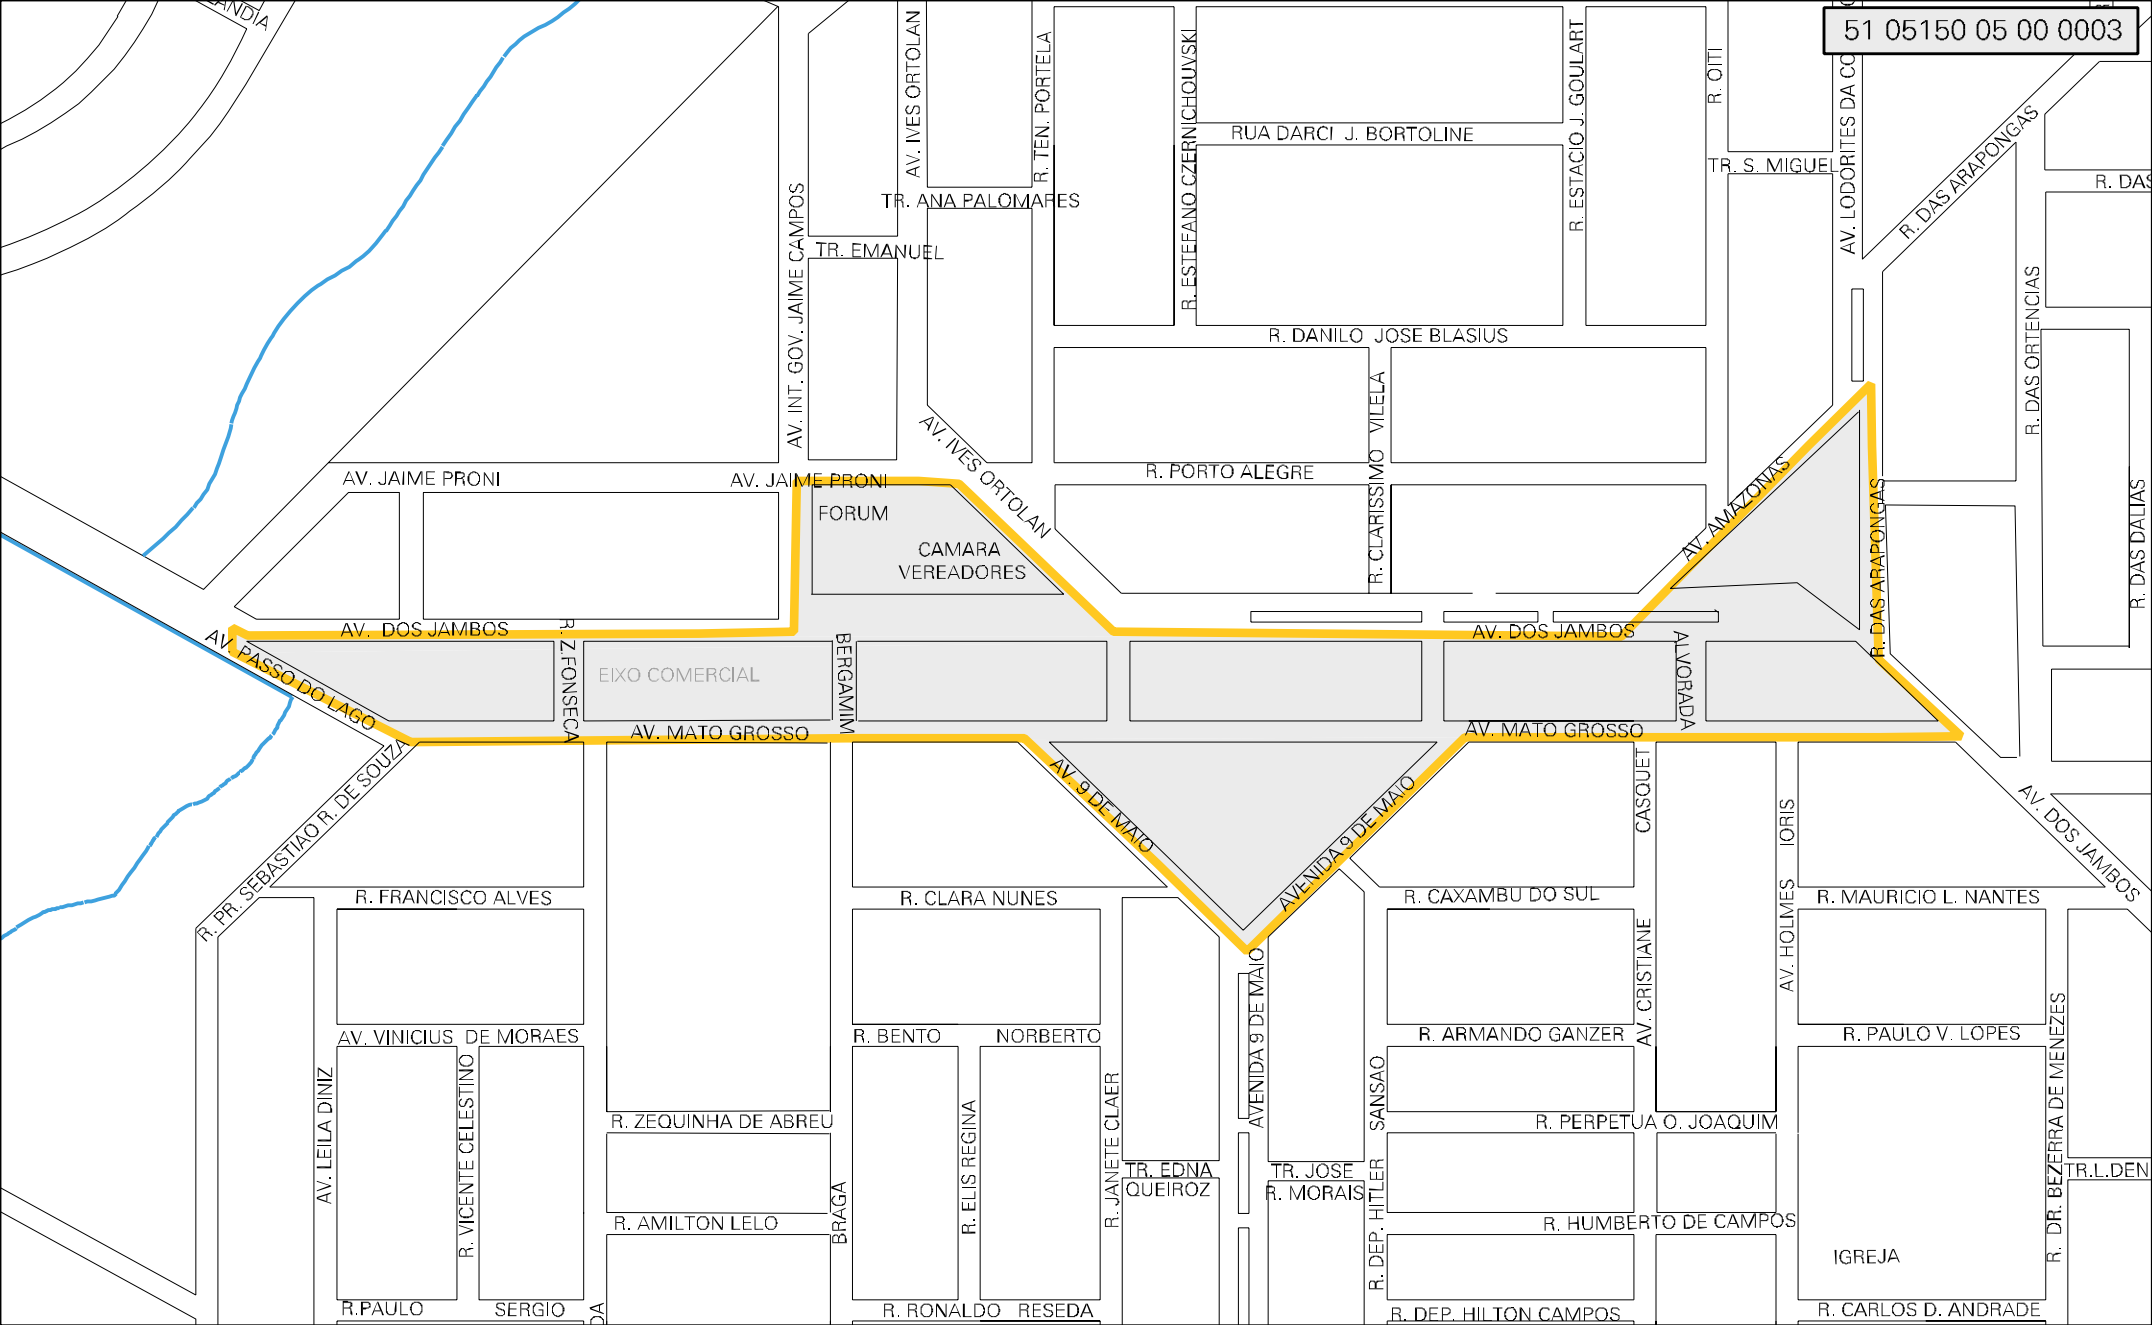 51 05150 05 00 0003
AV. IVES ORTOLAN
R. TEN. PORTELA
R. ESTEFANO CZERNICHOUVSKI
R. ESTACIO J. GOULART
R. OITI
AV. LODORITES DA CO
RUA DARCI J. BORTOLINE
TR. S. MIGUEL
R. DAS ARAPONGAS
R. DAS
TR. ANA PALOMARES
TR. EMANUEL
AV. INT. GOV. JAIME CAMPOS
R. DANILO JOSE BLASIUS
R. DAS ORTENCIAS
R. CLARISSIMO VILELA
AV. IVES ORTOLAN
AV. JAIME PRONI
AV. JAIME PRONI
R. PORTO ALEGRE
AV. AMAZONAS
R. DAS ARAPONGAS
R. DAS DALIAS
FORUM
CAMARA
VEREADORES
AV. DOS JAMBOS
AV. DOS JAMBOS
AV. PASSO DO LAGO
R. Z.FONSECA
EIXO COMERCIAL
BERGAMIM
ALVORADA
AV. MATO GROSSO
AV. MATO GROSSO
R. PR. SEBASTIAO R. DE SOUZA
AV. 9 DE MAIO
AVENIDA 9 DE MAIO
CASQUET
IORIS
AV. DOS JAMBOS
R. FRANCISCO ALVES
R. CLARA NUNES
R. CAXAMBU DO SUL
R. MAURICIO L. NANTES
AV. HOLMES
AV. CRISTIANE
AVENIDA 9 DE MAIO
AV. VINICIUS DE MORAES
R. BENTO NORBERTO
R. ARMANDO GANZER
R. PAULO V. LOPES
AV. LEILA DINIZ
R. VICENTE CELESTINO
R. ZEQUINHA DE ABREU
R. ELIS REGINA
R. JANETE CLAER
SANSAO
R. PERPETUA O. JOAQUIM
R. DR. BEZERRA DE MENEZES
TR. EDNA
QUEIROZ
TR. JOSE
R. MORAIS
TR.L.DEN
R. AMILTON LELO
BRAGA
R. DEP. HITLER
R. HUMBERTO DE CAMPOS
IGREJA
R.PAULO SERGIO
DA
R. RONALDO RESEDA
R. DEP. HILTON CAMPOS
R. CARLOS D. ANDRADE